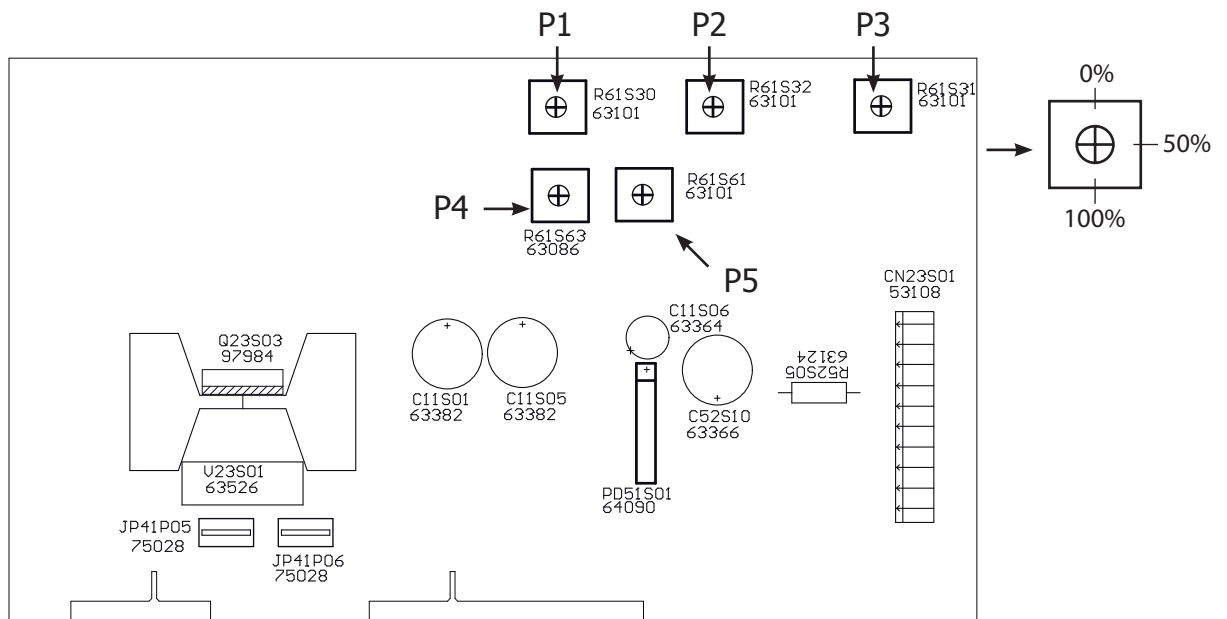 P1
P2
P3
R61S30
63101
R61S32
63101
R61S31
63101
0%
50%
100%
P4
R61S63
63086
R61S61
63101
P5
CN23S01
53108
Q23S03
97984
C11S01
63382
C11S05
63382
C11S06
63364
+
+
+
+
+
C52S10
63366
R52S05
63124
V23S01
63526
PD51S01
64090
JP41P05
75028
JP41P06
75028